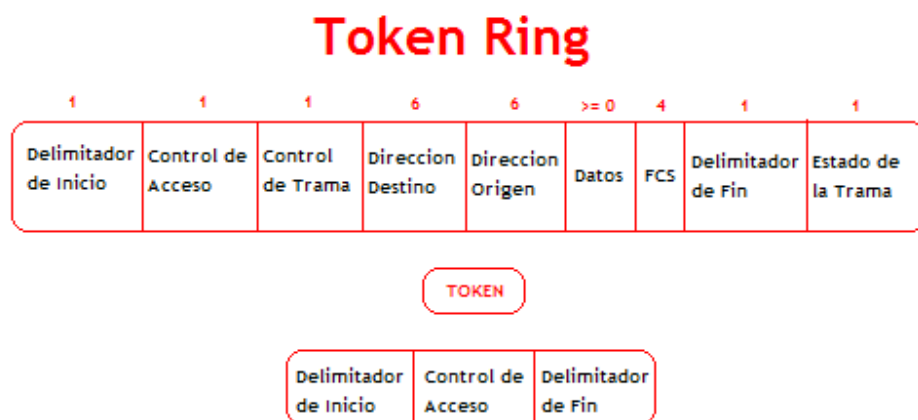 Token Ring
1 1 1 6 6 >= 0 4 1 1
Delimitador de Inicio
Control de Acceso
Control de Trama
Direccion Destino
Direccion Origen
Datos
FCS
Delimitador de Fin
Estado de la Trama
TOKEN
Delimitador de Inicio
Control de Acceso
Delimitador de Fin